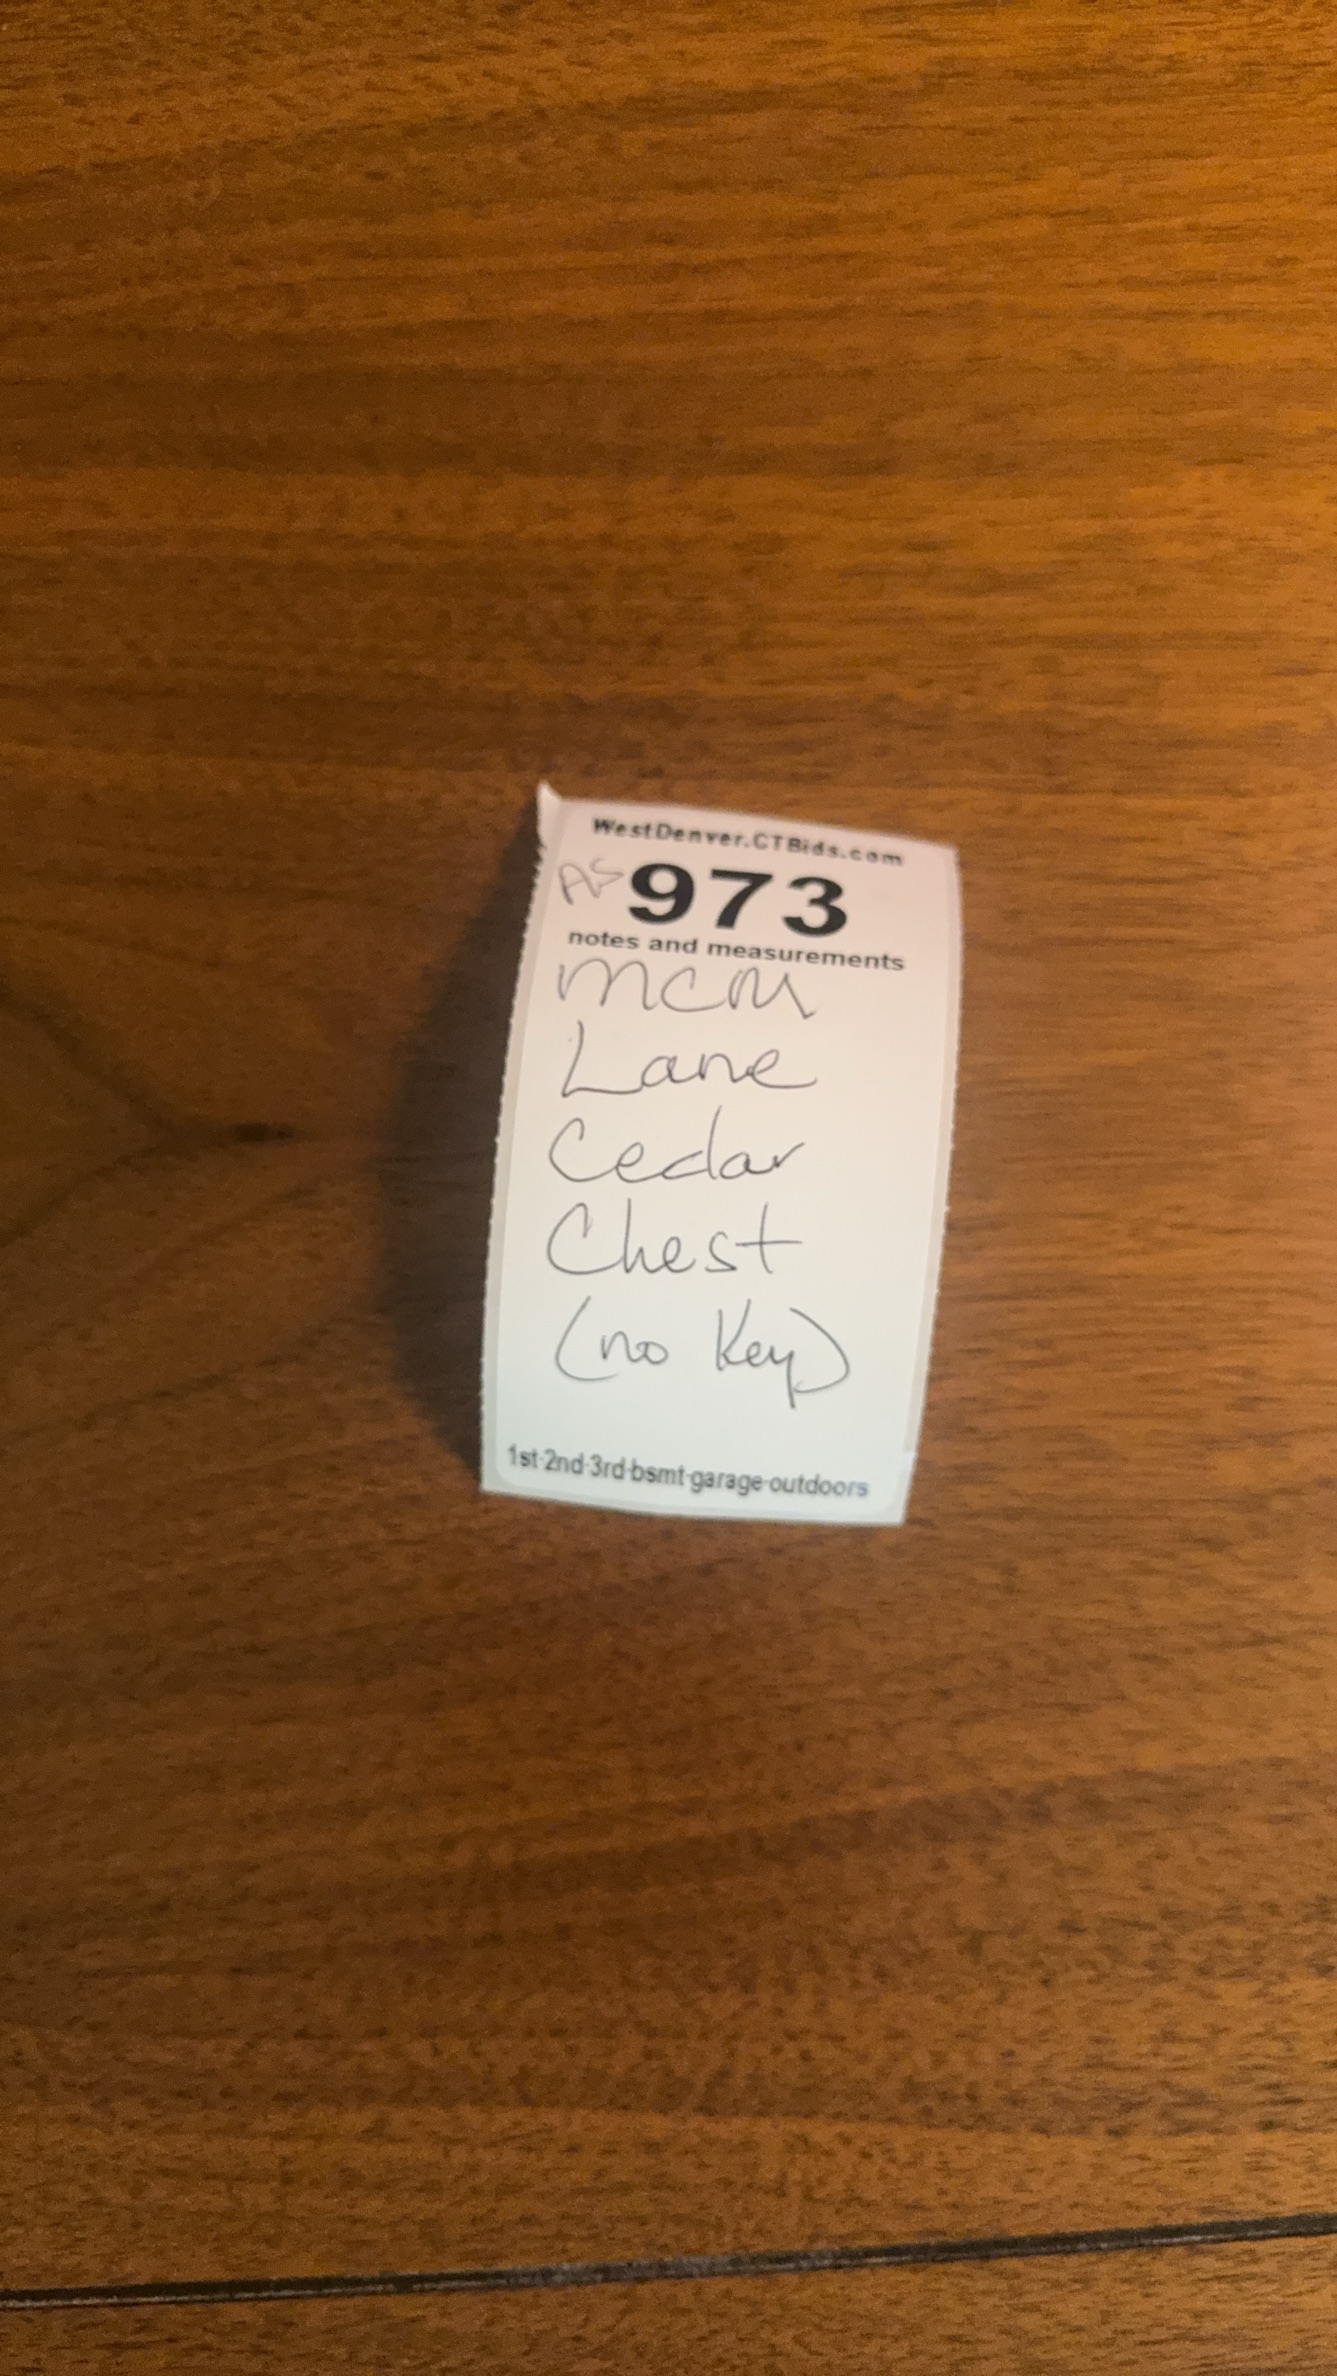 WestDenver.CTBids.com
AS 973
notes and measurements
MCM
Lane
Cedar
Chest
(no Key)
1st-2nd-3rd-bsmt-garage-outdoors